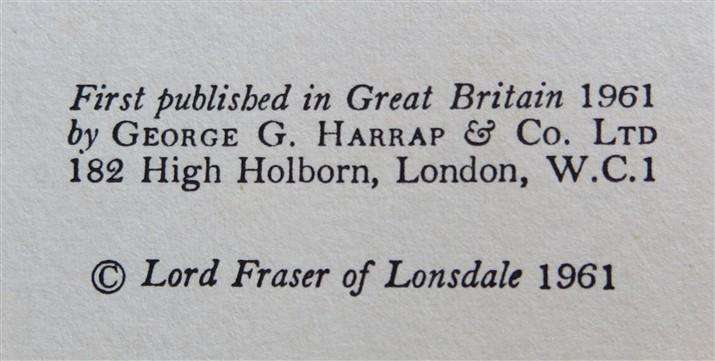 First published in Great Britain 1961
by GEORGE G. HARRAP & Co. LTD
182 High Holborn, London, W.C.1
© Lord Fraser of Lonsdale 1961